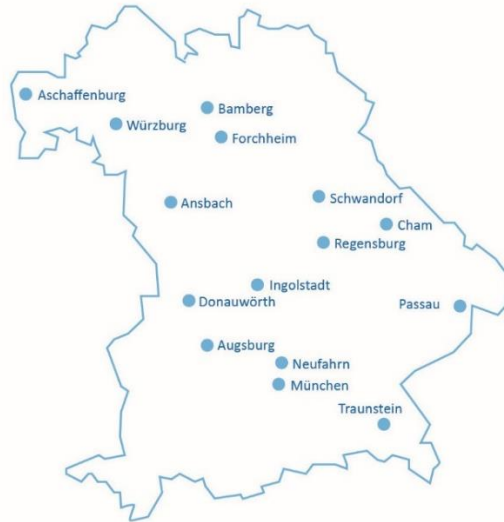 Aschaffenburg
Bamberg
Würzburg
Forchheim
Schwandorf
Ansbach
Cham
Regensburg
Ingolstadt
Donauwörth
Passau
Augsburg
Neufahrn
München
Traunstein